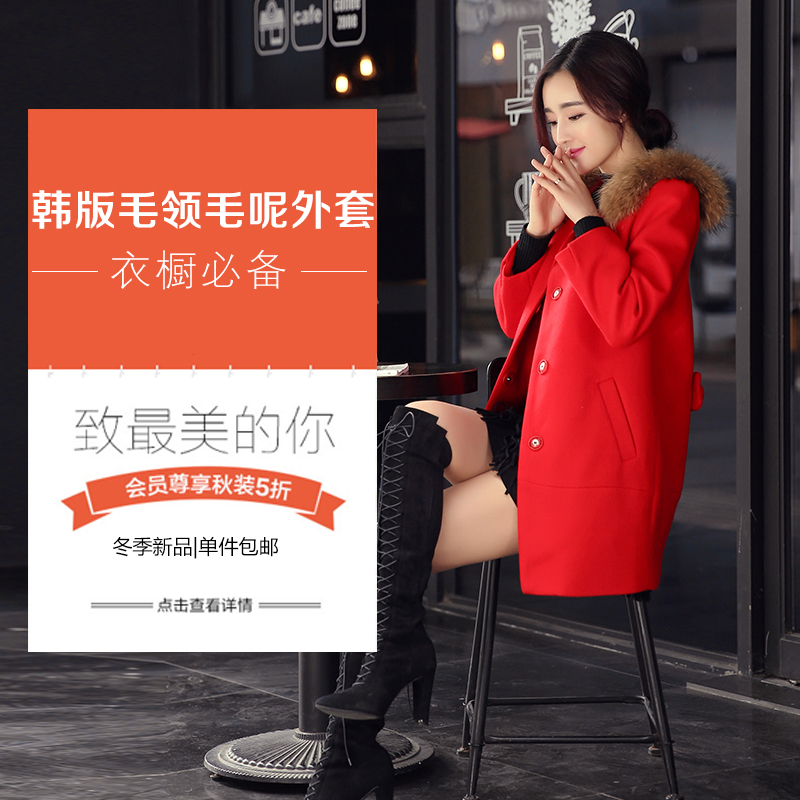 cafe
coffee
zone
韩版毛领毛呢外套
衣橱必备
致最美的你
会员尊享秋装5折
冬季新品|单件包邮
点击查看详情